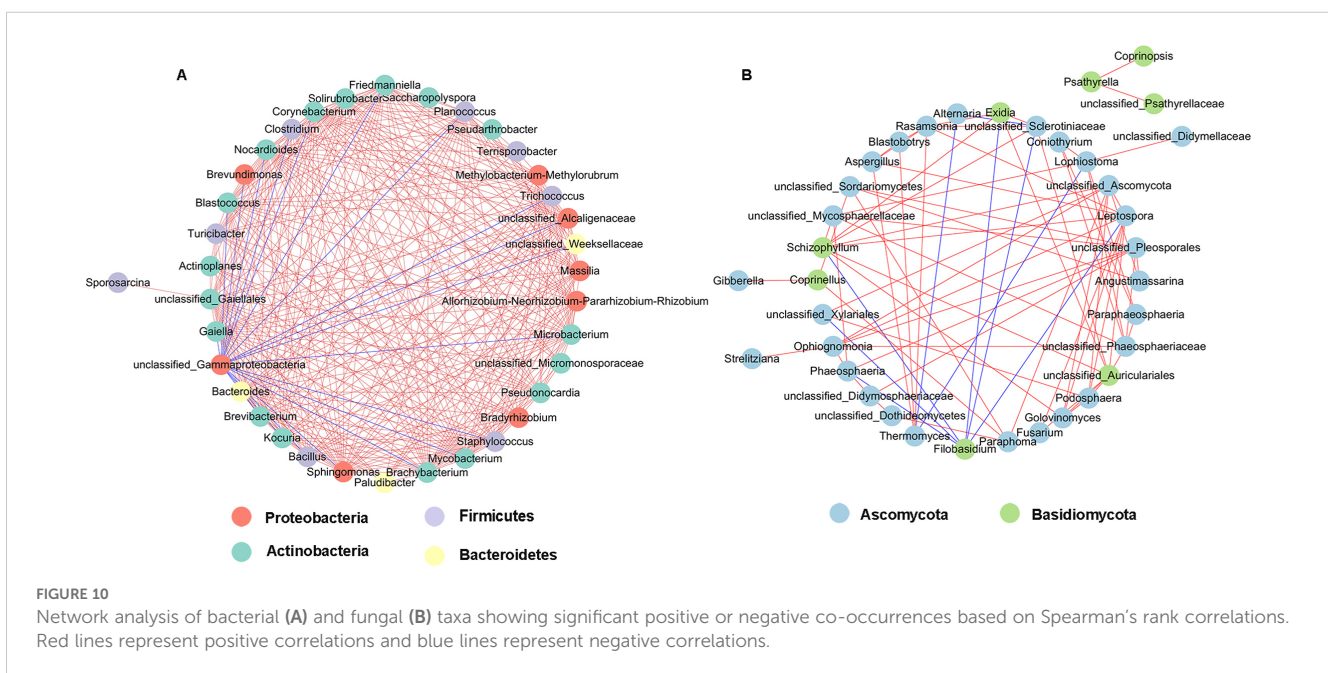 A
Friedmanniella
Solirubrobacter
Saccharopolyspora
Corynebacterium
Planococcus
Clostridium
Pseudarthrobacter
Nocardioides
Terrisporobacter
Brevundimonas
Methylobacterium-Methylorubrum
Blastococcus
Trichococcus
unclassified_Alcaligenaceae
Turicibacter
unclassified_Weeksellaceae
Actinoplanes
Massilia
Sporosarcina
unclassified_Gaiellales
Allorhizobium-Neorhizobium-Pararhizobium-Rhizobium
Gaiella
Microbacterium
unclassified_Gammaproteobacteria
unclassified_Micromonosporaceae
Bacteroides
Pseudonocardia
Brevibacterium
Bradyrhizobium
Kocuria
Staphylococcus
Bacillus
Mycobacterium
Sphingomonas
Brachybacterium
Paludibacter
Proteobacteria
Firmicutes
Actinobacteria
Bacteroidetes
B
Coprinopsis
Psathyrella
unclassified_Psathyrellaceae
Alternaria
Exidia
Rasamsonia
unclassified_Sclerotiniaceae
unclassified_Didymellaceae
Blastobotrys
Coniothyrium
Aspergillus
Lophiostoma
unclassified_Sordariomycetes
unclassified_Ascomycota
unclassified_Mycosphaerellaceae
Leptospora
Schizophyllum
unclassified_Pleosporales
Gibberella
Coprinellus
Angustimassarina
unclassified_Xylariales
Paraphaeosphaeria
Ophiognomonia
unclassified_Phaeosphaeriaceae
Strelitziana
Phaeosphaeria
unclassified_Auriculariales
unclassified_Didymosphaeriaceae
Podosphaera
unclassified_Dothideomycetes
Golovinomyces
Thermomyces
Fusarium
Filobasidium
Paraphoma
Ascomycota
Basidiomycota
FIGURE 10
Network analysis of bacterial (A) and fungal (B) taxa showing significant positive or negative co-occurrences based on Spearman's rank correlations.
Red lines represent positive correlations and blue lines represent negative correlations.